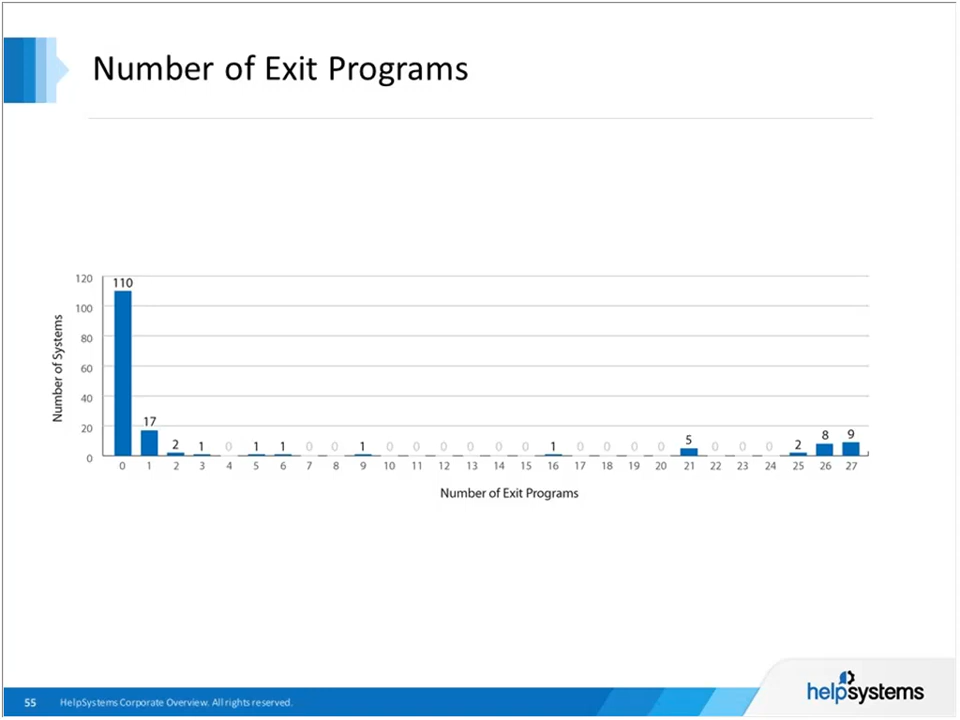 Number of Exit Programs
120
100
80
60
40
20
0
Number of Systems
110 17 2 1 0 1 1 0 0 1 0 0 0 0 0 0 1 0 0 0 0 5 0 0 0 2 8 9
0 1 2 3 4 5 6 7 8 9 10 11 12 13 14 15 16 17 18 19 20 21 22 23 24 25 26 27
Number of Exit Programs
55 HelpSystems Corporate Overview. All rights reserved.
helpsystems